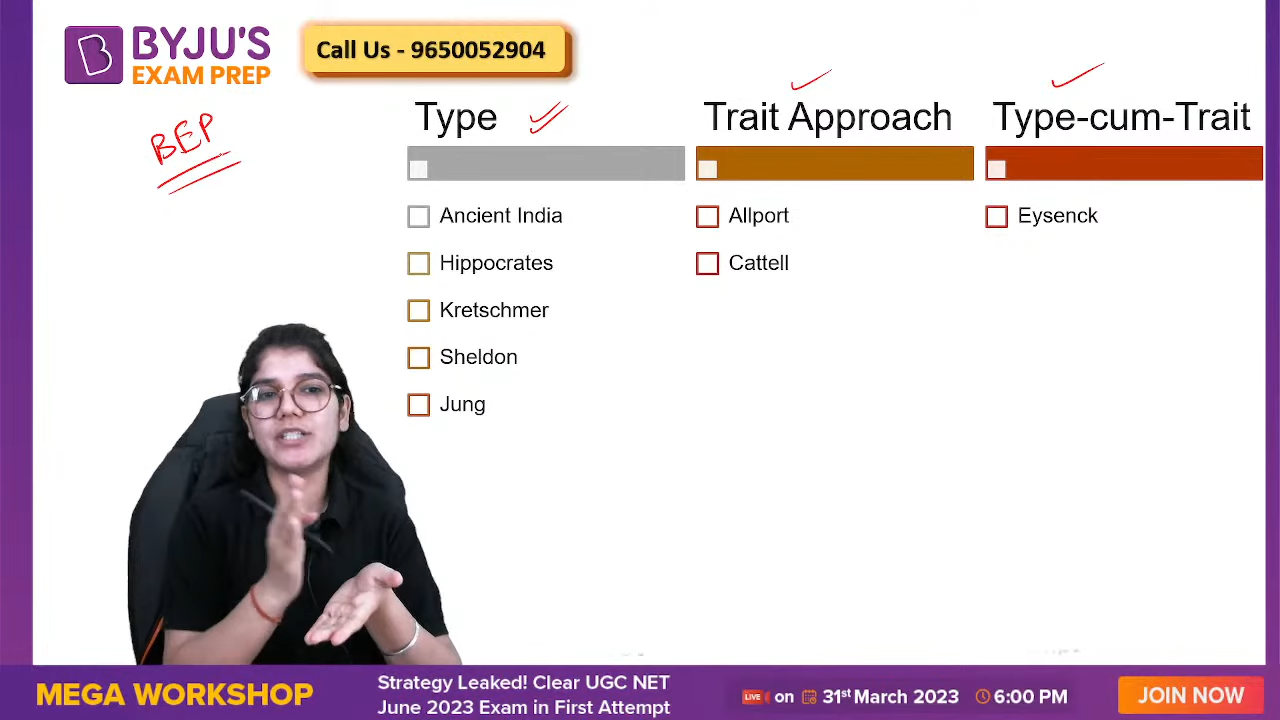 BYJU'S
EXAM PREP
Call Us - 9650052904
BEP
Type
Trait Approach
Type-cum-Trait
Ancient India
Hippocrates
Kretschmer
Sheldon
Jung
Allport
Cattell
Eysenck
MEGA WORKSHOP
Strategy Leaked! Clear UGC NET
June 2023 Exam in First Attempt
LIVE on 31st March 2023 6:00 PM
JOIN NOW